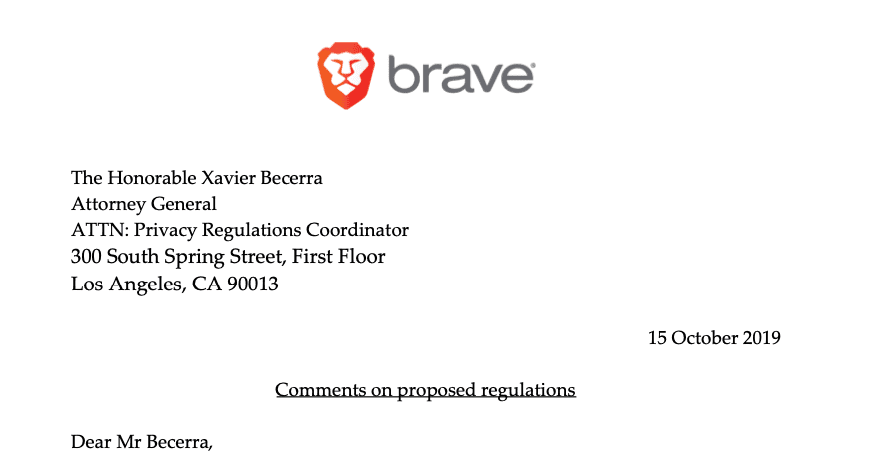 brave®
The Honorable Xavier Becerra
Attorney General
ATTN: Privacy Regulations Coordinator
300 South Spring Street, First Floor
Los Angeles, CA 90013
15 October 2019
Comments on proposed regulations
Dear Mr Becerra,